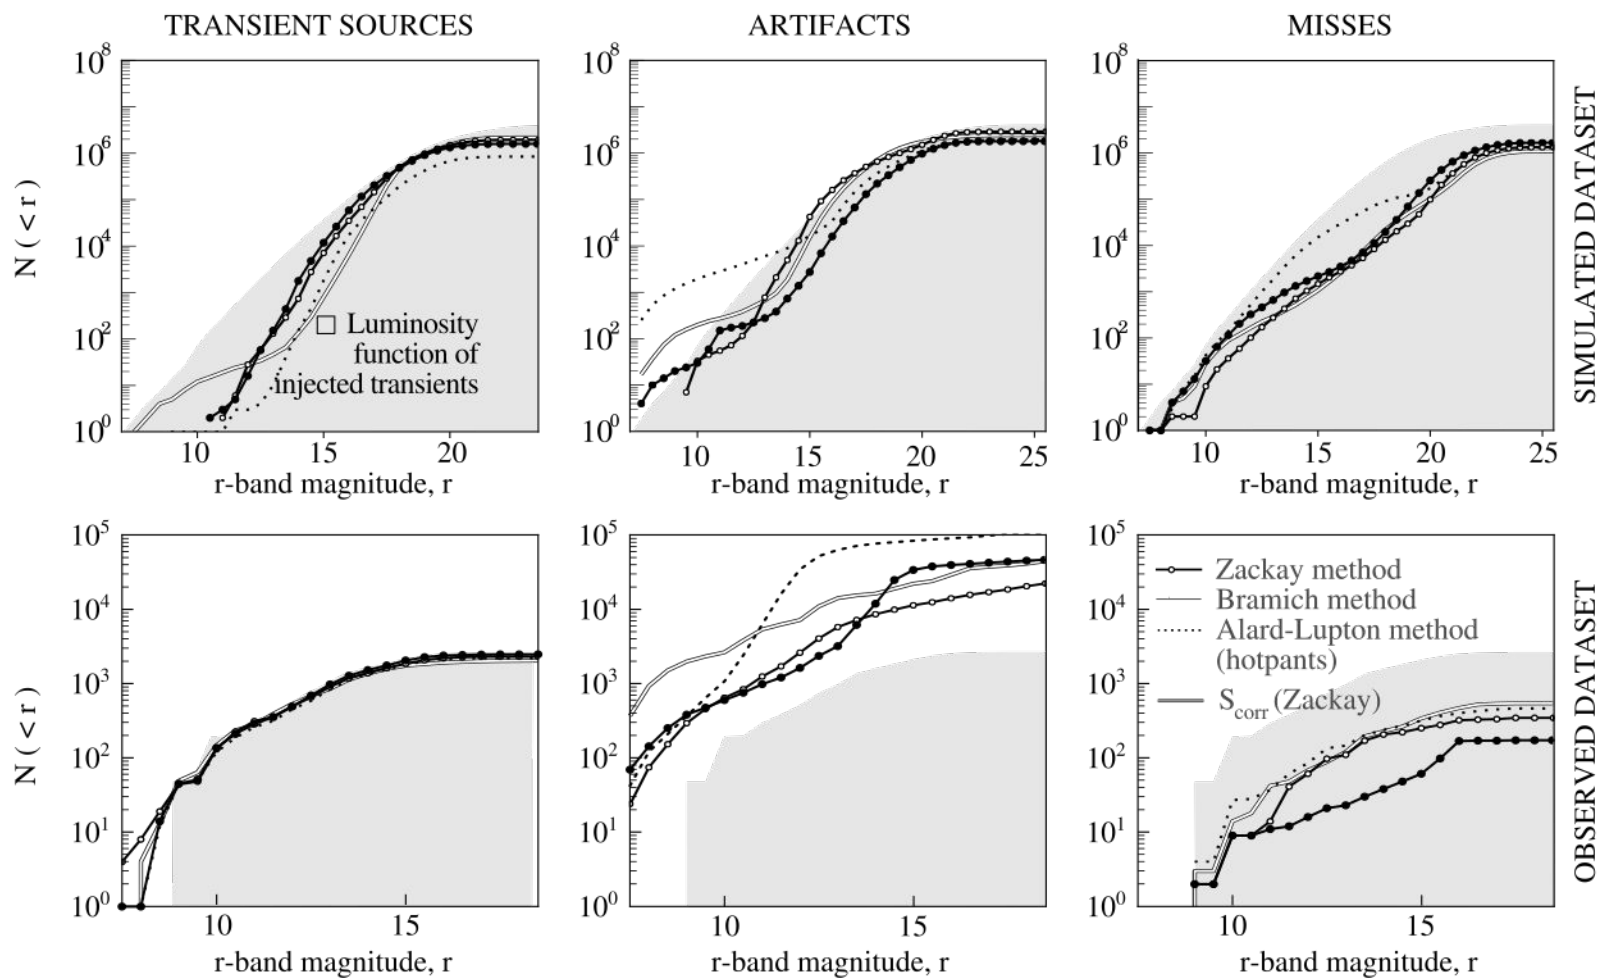 TRANSIENT SOURCES
ARTIFACTS
MISSES
N ( < r )
10^8
10^6
10^4
10^2
10^0
10
15
20
r-band magnitude, r
□ Luminosity
function of
injected transients
10^8
10^6
10^4
10^2
10^0
10
15
20
25
r-band magnitude, r
10^8
10^6
10^4
10^2
10^0
10
15
20
25
r-band magnitude, r
SIMULATED DATASET
N ( < r )
10^5
10^4
10^3
10^2
10^1
10^0
10
15
r-band magnitude, r
10^5
10^4
10^3
10^2
10^1
10^0
10
15
r-band magnitude, r
10^5
10^4
10^3
10^2
10^1
10^0
10
15
r-band magnitude, r
Zackay method
Bramich method
Alard-Lupton method
(hotpants)
S_corr (Zackay)
OBSERVED DATASET